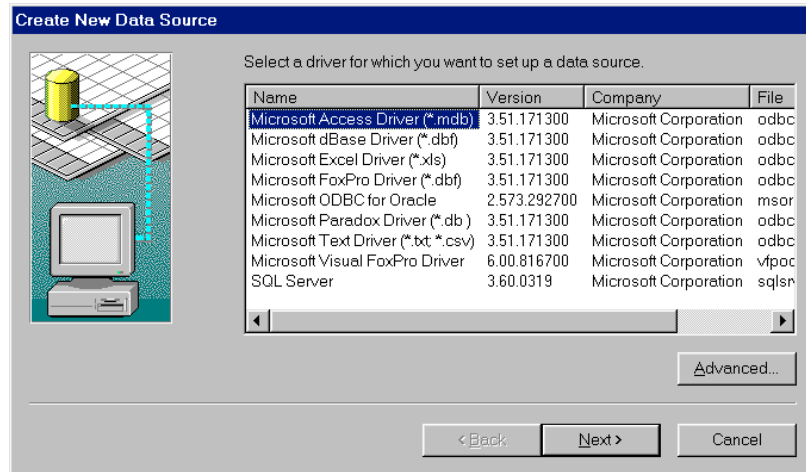 Create New Data Source
Select a driver for which you want to set up a data source.
Name Version Company File
Microsoft Access Driver (*.mdb) 3.51.171300 Microsoft Corporation odbc
Microsoft dBase Driver (*.dbf) 3.51.171300 Microsoft Corporation odbc
Microsoft Excel Driver (*.xls) 3.51.171300 Microsoft Corporation odbc
Microsoft FoxPro Driver (*.dbf) 3.51.171300 Microsoft Corporation odbc
Microsoft ODBC for Oracle 2.573.292700 Microsoft Corporation msor
Microsoft Paradox Driver (*.db ) 3.51.171300 Microsoft Corporation odbc
Microsoft Text Driver (*.txt; *.csv) 3.51.171300 Microsoft Corporation odbc
Microsoft Visual FoxPro Driver 6.00.816700 Microsoft Corporation vfpoc
SQL Server 3.60.0319 Microsoft Corporation sqlsr
Advanced...
< Back Next > Cancel